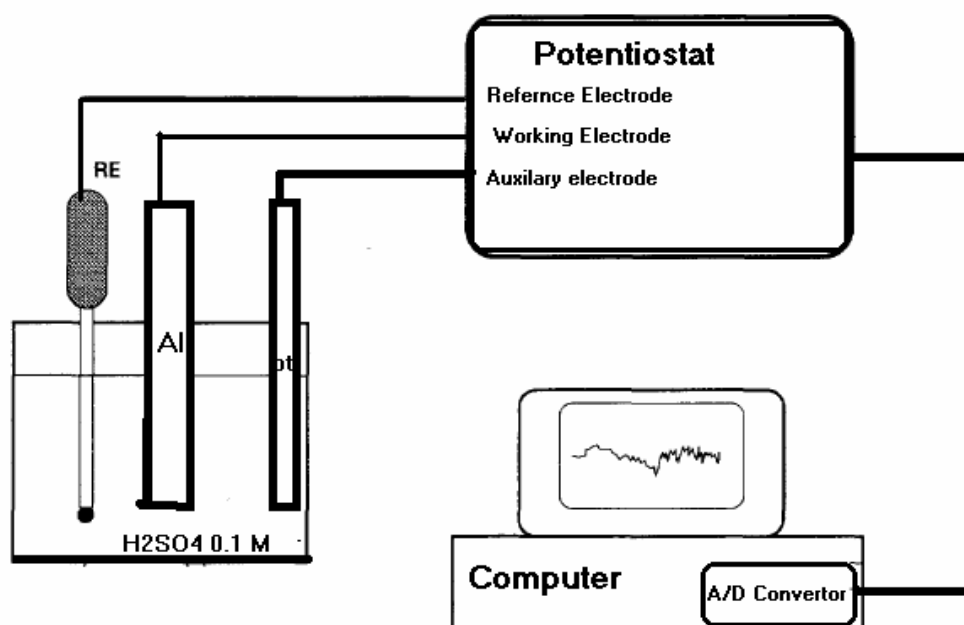 Potentiostat
Refernce Electrode
Working Electrode
Auxilary electrode
RE
Al
pt
H2SO4 0.1 M
Computer
A/D Convertor